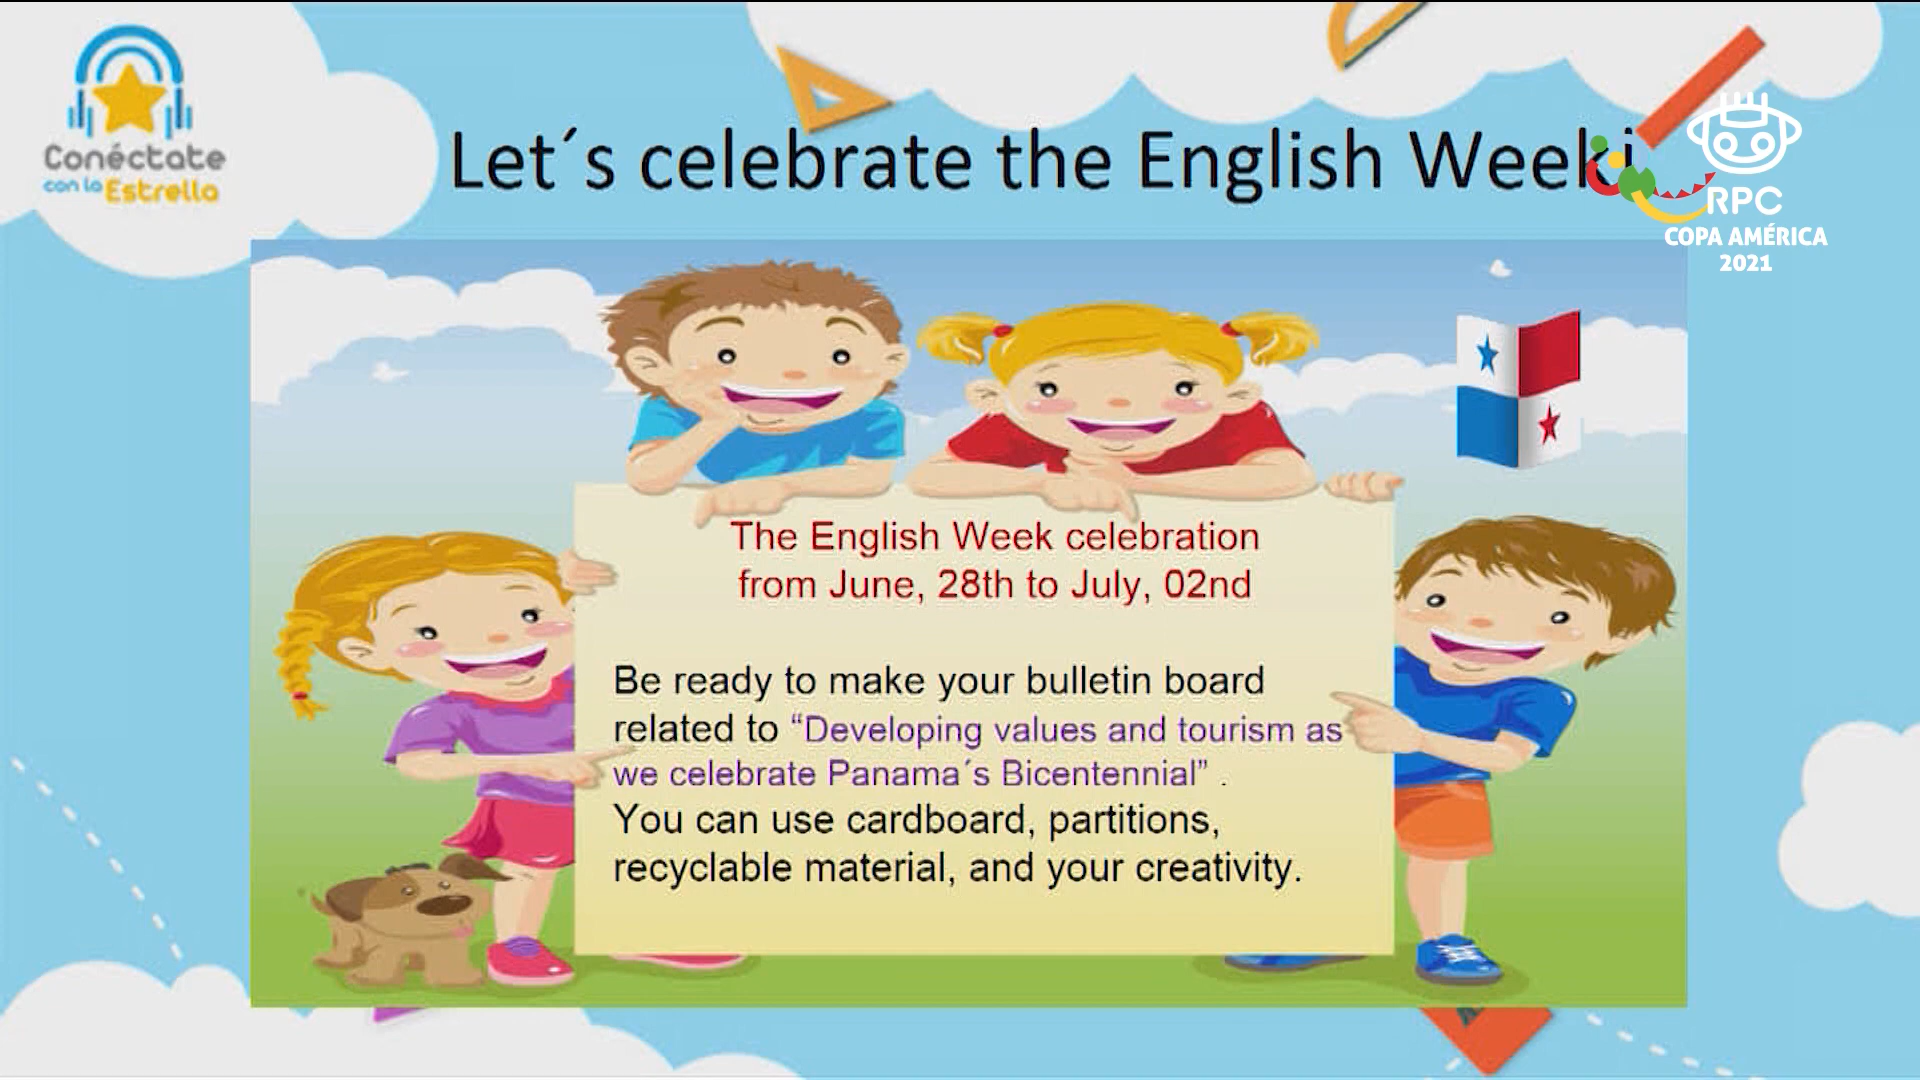 Conéctate
con la Estrella
Let´s celebrate the English Week¡
RPC
COPA AMÉRICA
2021
The English Week celebration
from June, 28th to July, 02nd
Be ready to make your bulletin board
related to “Developing values and tourism as
we celebrate Panama´s Bicentennial” .
You can use cardboard, partitions,
recyclable material, and your creativity.